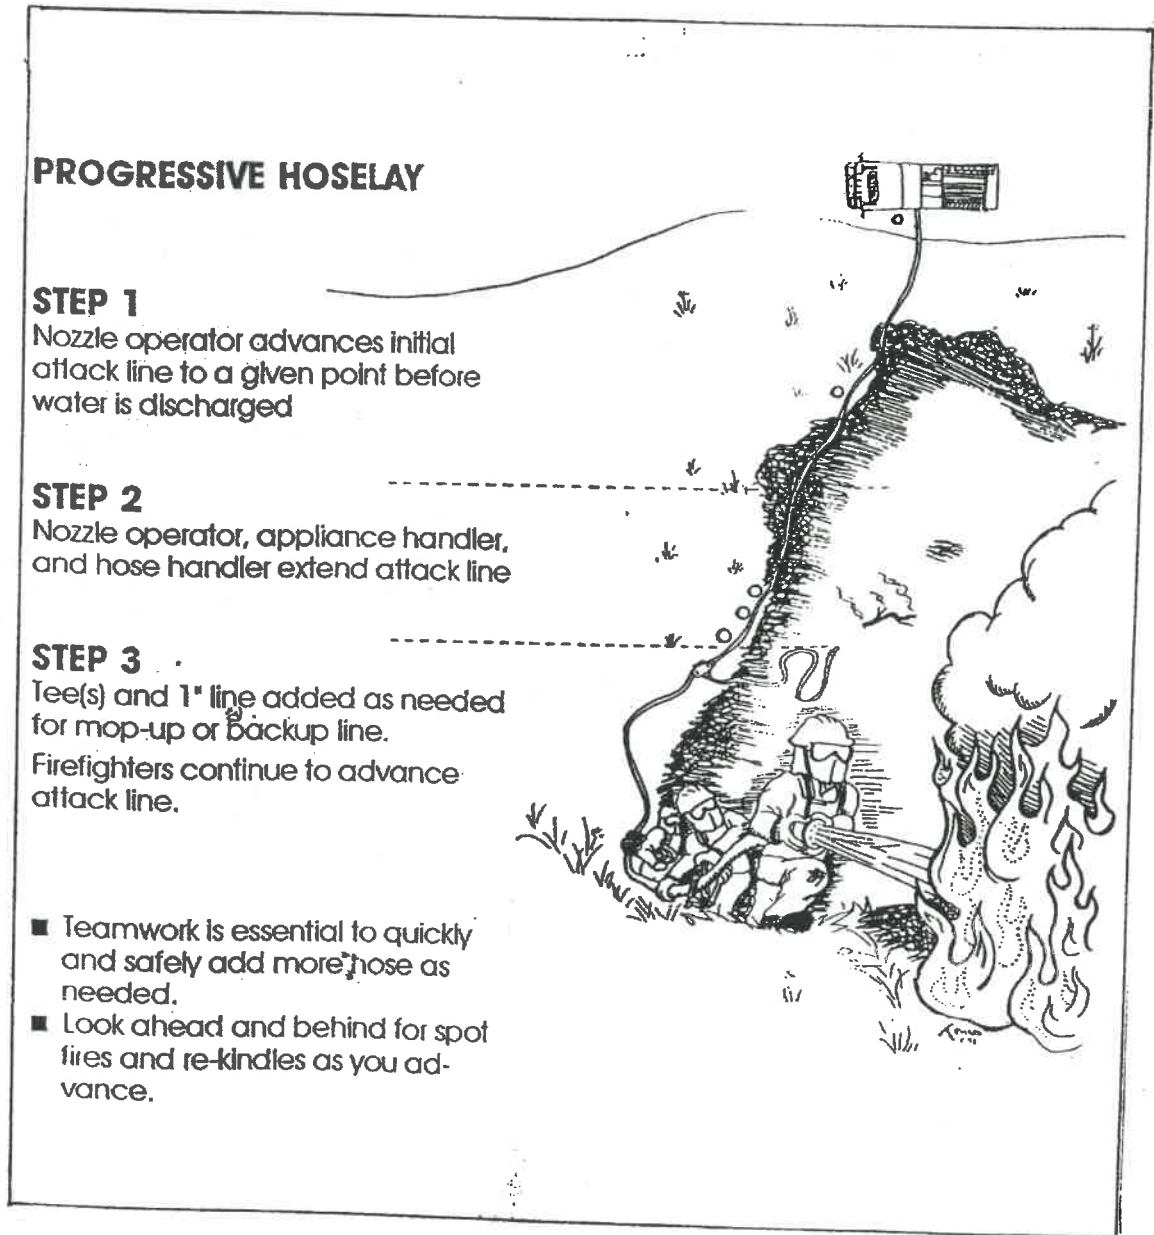 PROGRESSIVE HOSELAY
STEP 1
Nozzle operator advances initial
attack line to a given point before
water is discharged
STEP 2
Nozzle operator, appliance handler,
and hose handler extend attack line
STEP 3
Tee(s) and 1" line added as needed
for mop-up or backup line.
Firefighters continue to advance
attack line.
■ Teamwork is essential to quickly
and safely add more hose as
needed.
■ Look ahead and behind for spot
fires and re-kindles as you ad-
vance.